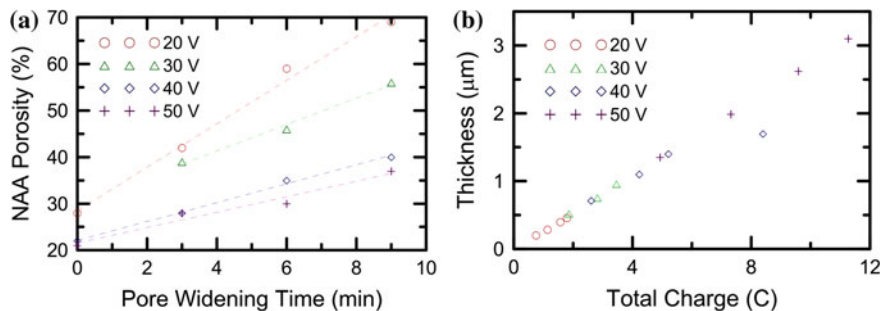 (a)
70
60
50
40
30
20
NAA Porosity (%)
20 V
30 V
40 V
50 V
0 2 4 6 8 10
Pore Widening Time (min)
(b)
3
2
1
0
Thickness (μm)
20 V
30 V
40 V
50 V
0 4 8 12
Total Charge (C)